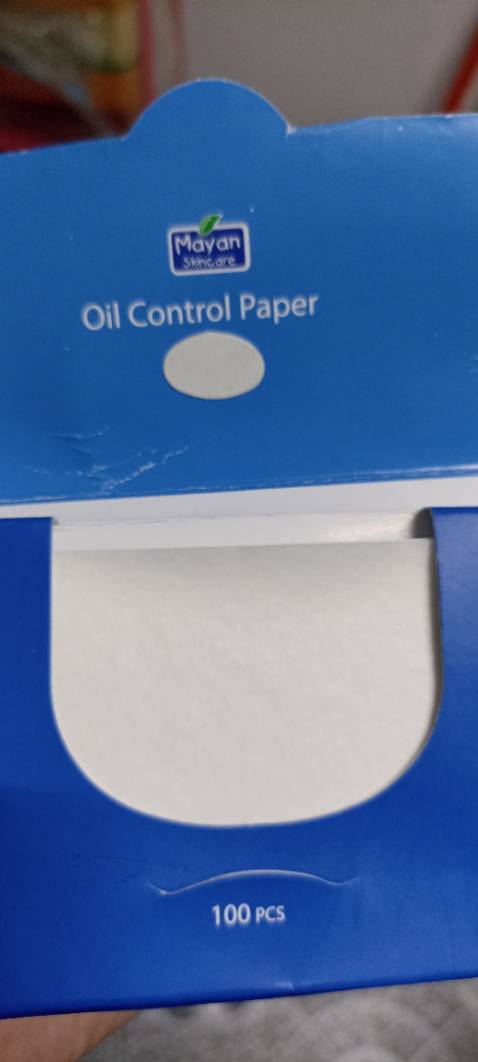 Mayan
Skincare
Oil Control Paper
100 PCS